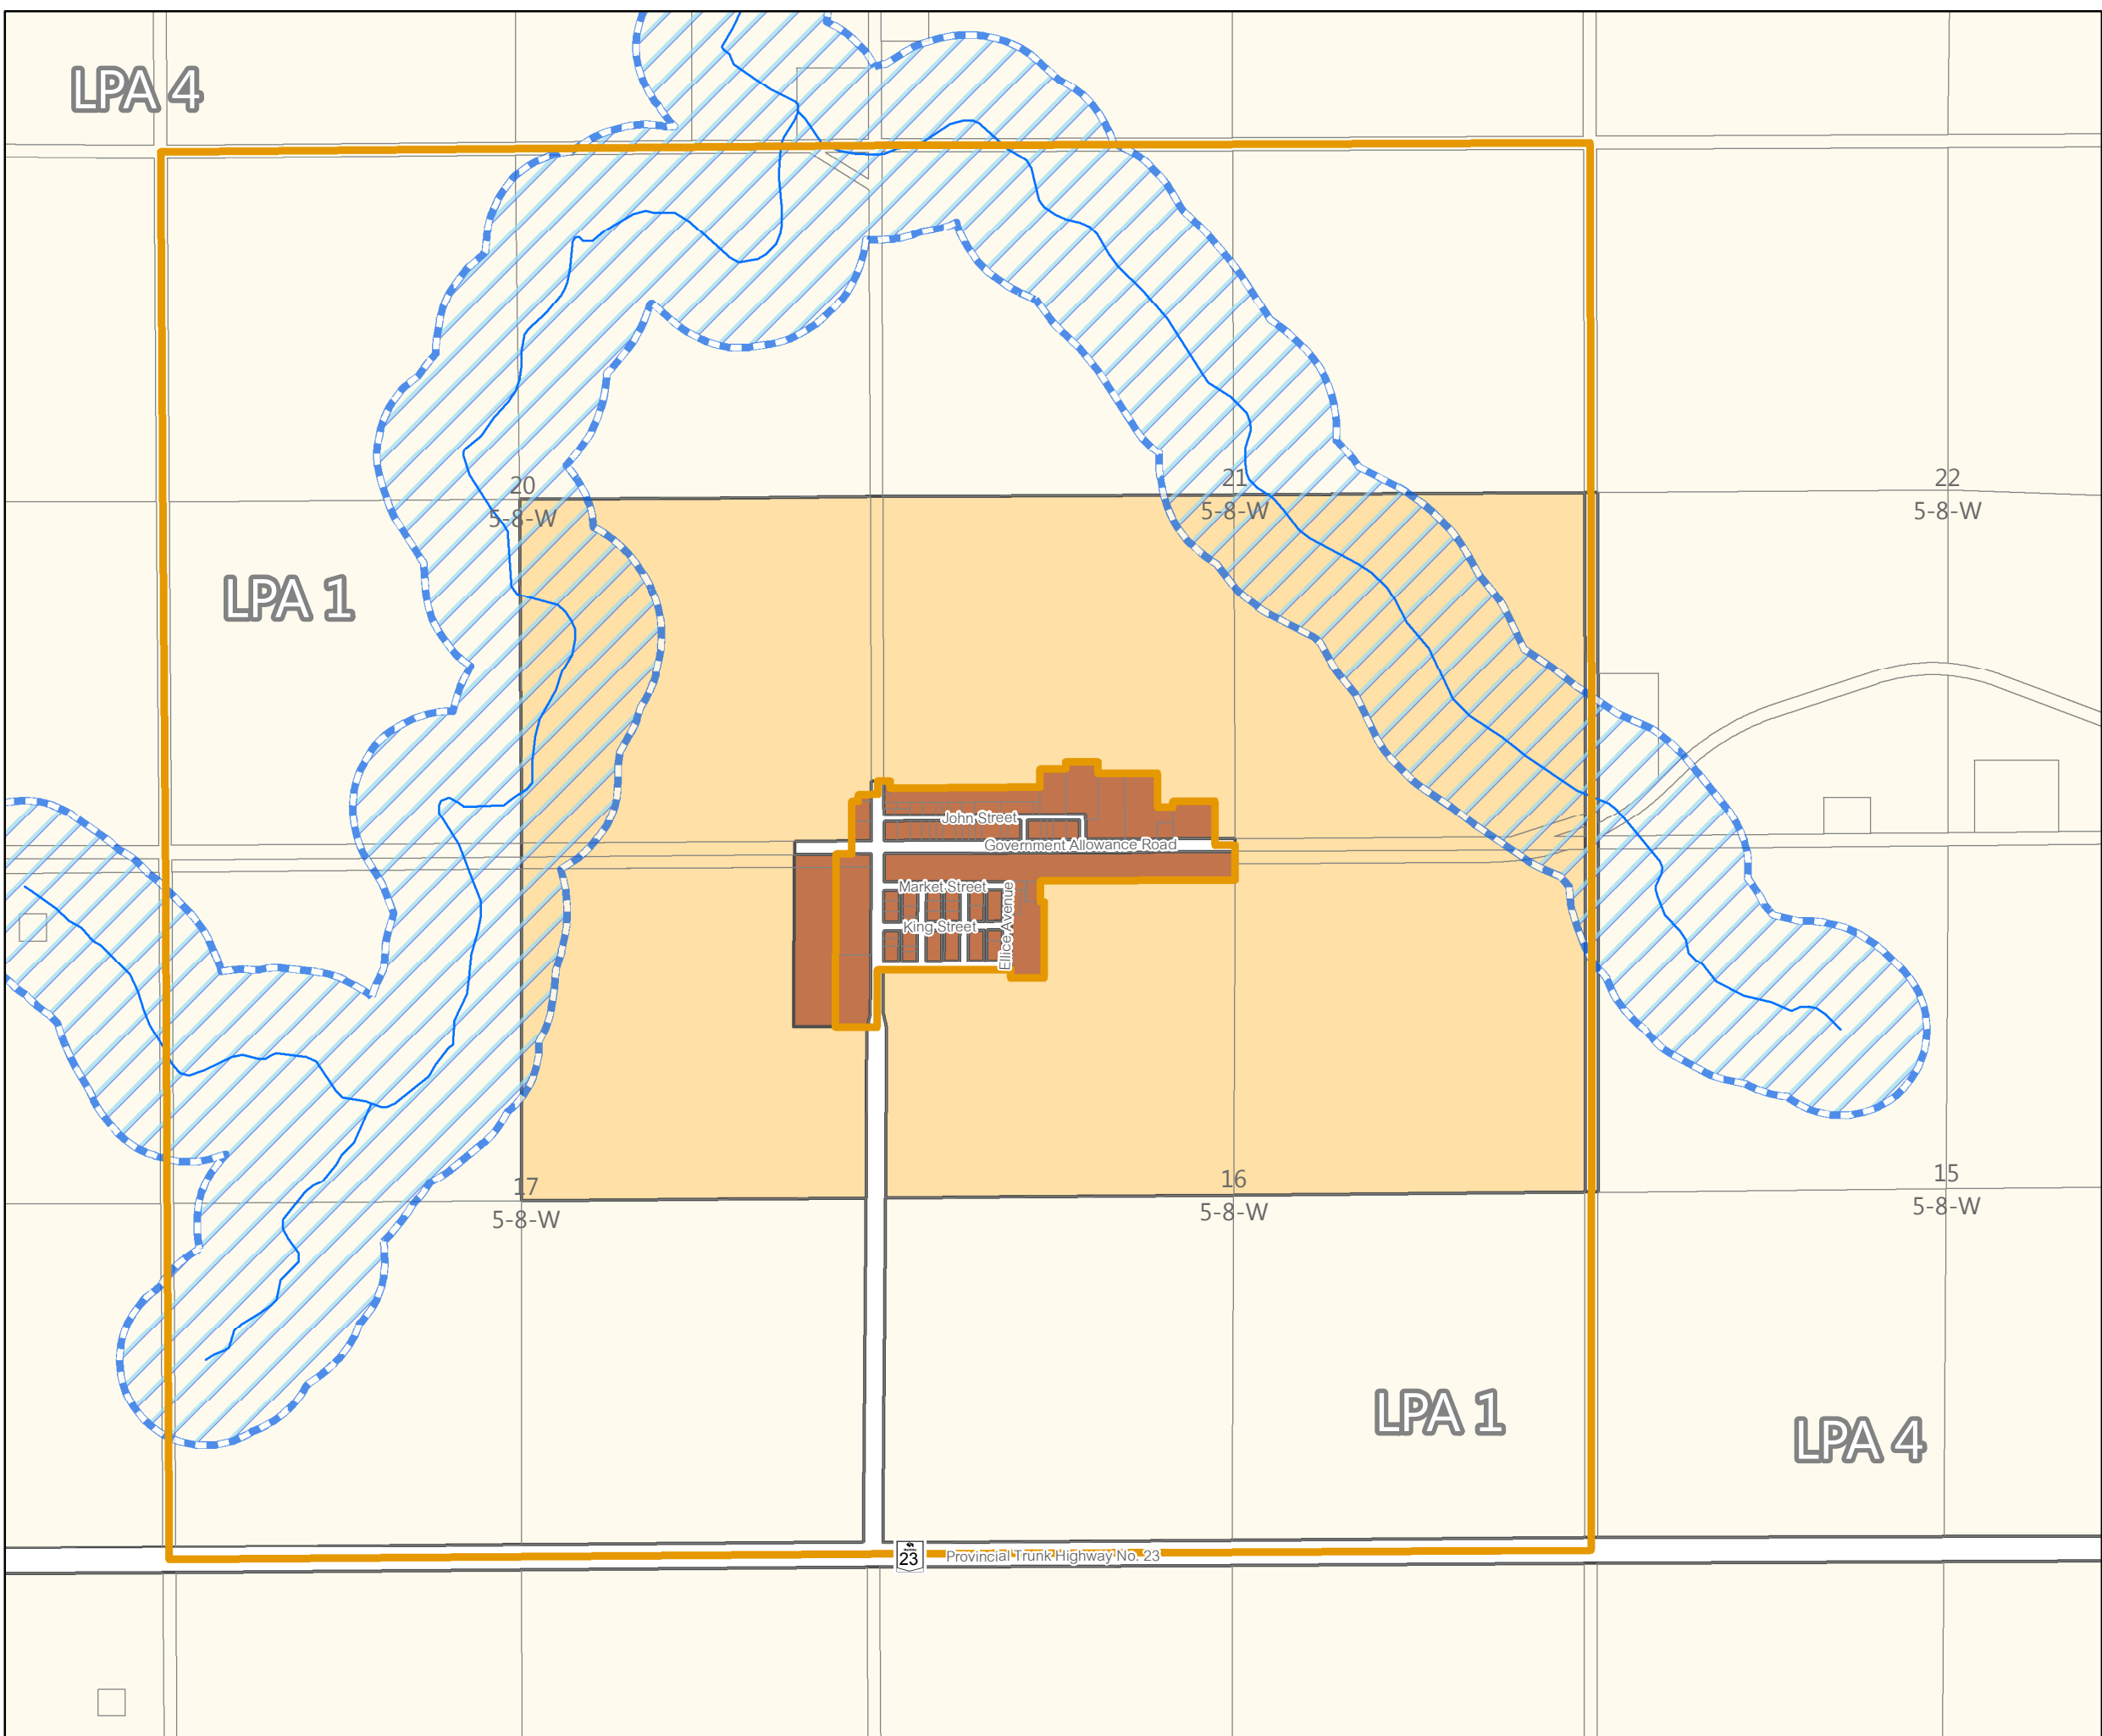 LPA 4
20
5-8-W
21
5-8-W
22
5-8-W
LPA 1
John Street
Government Allowance Road
Market Street
King Street
Ellice Avenue
17
5-8-W
16
5-8-W
15
5-8-W
LPA 1
LPA 4
23
Provincial Trunk Highway No. 23